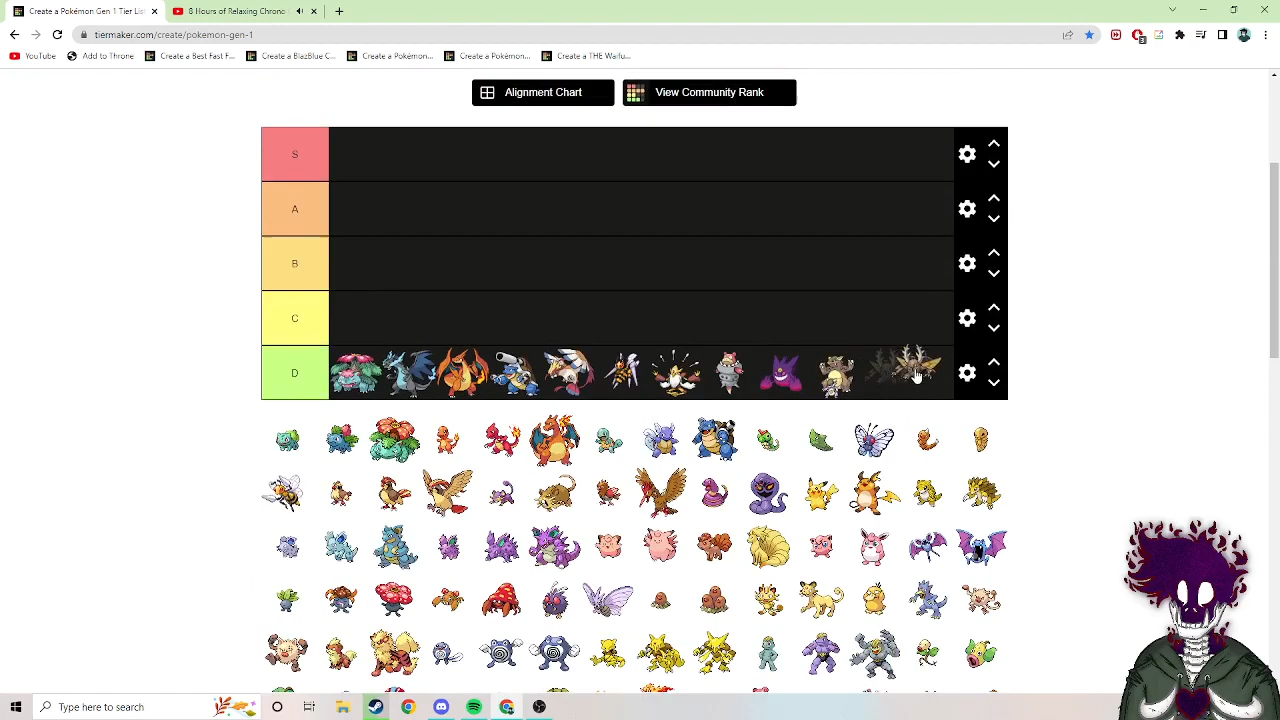 Create a Pokémon Gen 1 Tier List
8 Hours of Relaxing Chrono
tiermaker.com/create/pokemon-gen-1
3
YouTube
Add to Throne
Create a Best Fast F...
Create a BlazBlue C...
Create a Pokémon...
Create a Pokémon...
Create a THE Waifu...
Alignment Chart
View Community Rank
S
A
B
C
D
Type here to search